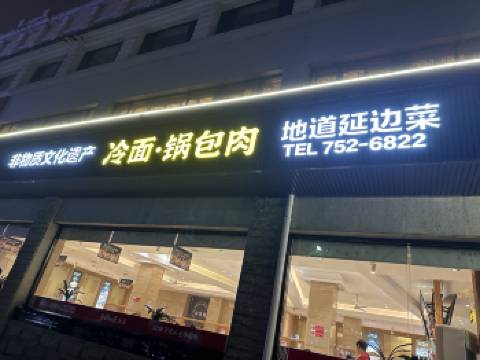 非物质文化遗产
冷面·锅包肉
地道延边菜
TEL 752-6822